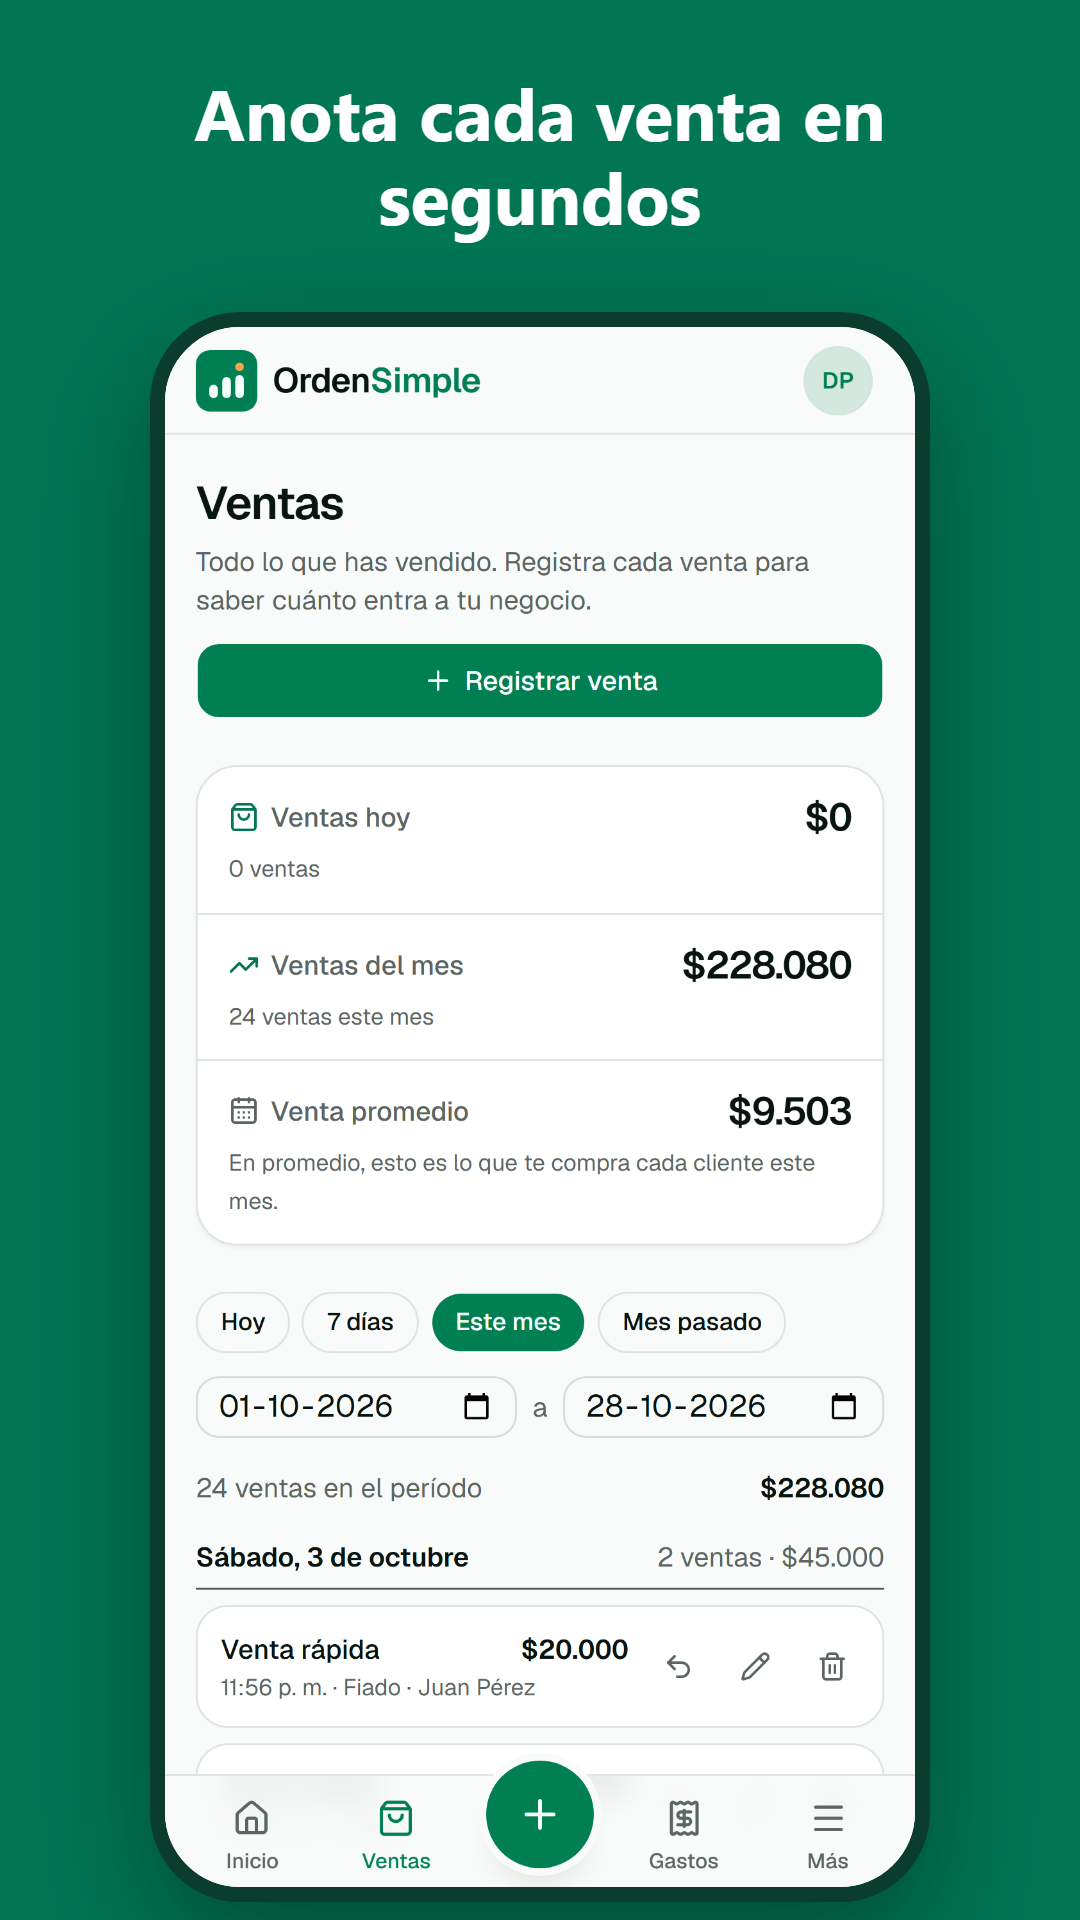 Anota cada venta en
segundos
OrdenSimple
DP
Ventas
Todo lo que has vendido. Registra cada venta para
saber cuánto entra a tu negocio.
+ Registrar venta
Ventas hoy $0
0 ventas
Ventas del mes $228.080
24 ventas este mes
Venta promedio $9.503
En promedio, esto es lo que te compra cada cliente este
mes.
Hoy 7 días Este mes Mes pasado
01-10-2026 a 28-10-2026
24 ventas en el período $228.080
Sábado, 3 de octubre 2 ventas · $45.000
Venta rápida $20.000
11:56 p. m. · Fiado · Juan Pérez
Inicio Ventas + Gastos Más